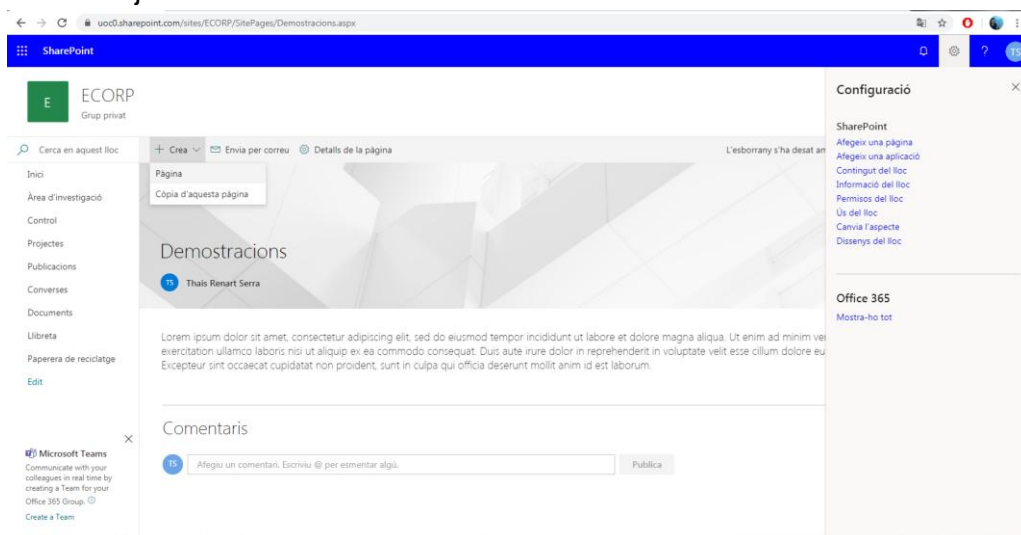 uoc0.sharepoint.com/sites/ECORP/SitePages/Demostracions.aspx
SharePoint
?
TS
E
ECORP
Grup privat
Cerca en aquest lloc
Crea
Envia per correu
Detalls de la pàgina
L'esborrany s'ha desat am
Pàgina
Còpia d'aquesta pàgina
Inici
Àrea d'investigació
Control
Projectes
Publicacions
Converses
Documents
Llibreta
Paperera de reciclatge
Edit
Demostracions
TS
Thais Renart Serra
Lorem ipsum dolor sit amet, consectetur adipiscing elit, sed do eiusmod tempor incididunt ut labore et dolore magna aliqua. Ut enim ad minim ver
exercitation ullamco laboris nisi ut aliquip ex ea commodo consequat. Duis aute irure dolor in reprehenderit in voluptate velit esse cillum dolore eu
Excepteur sint occaecat cupidatat non proident, sunt in culpa qui officia deserunt mollit anim id est laborum.
Comentaris
TS
Afegiu un comentari. Escriviu @ per esmentar algú.
Publica
Microsoft Teams
Communicate with your
colleagues in real time by
creating a Team for your
Office 365 Group.
Create a Team
Configuració
SharePoint
Afegeix una pàgina
Afegeix una aplicació
Contingut del lloc
Informació del lloc
Permisos del lloc
Ús del lloc
Canvia l'aspecte
Dissenys del lloc
Office 365
Mostra-ho tot